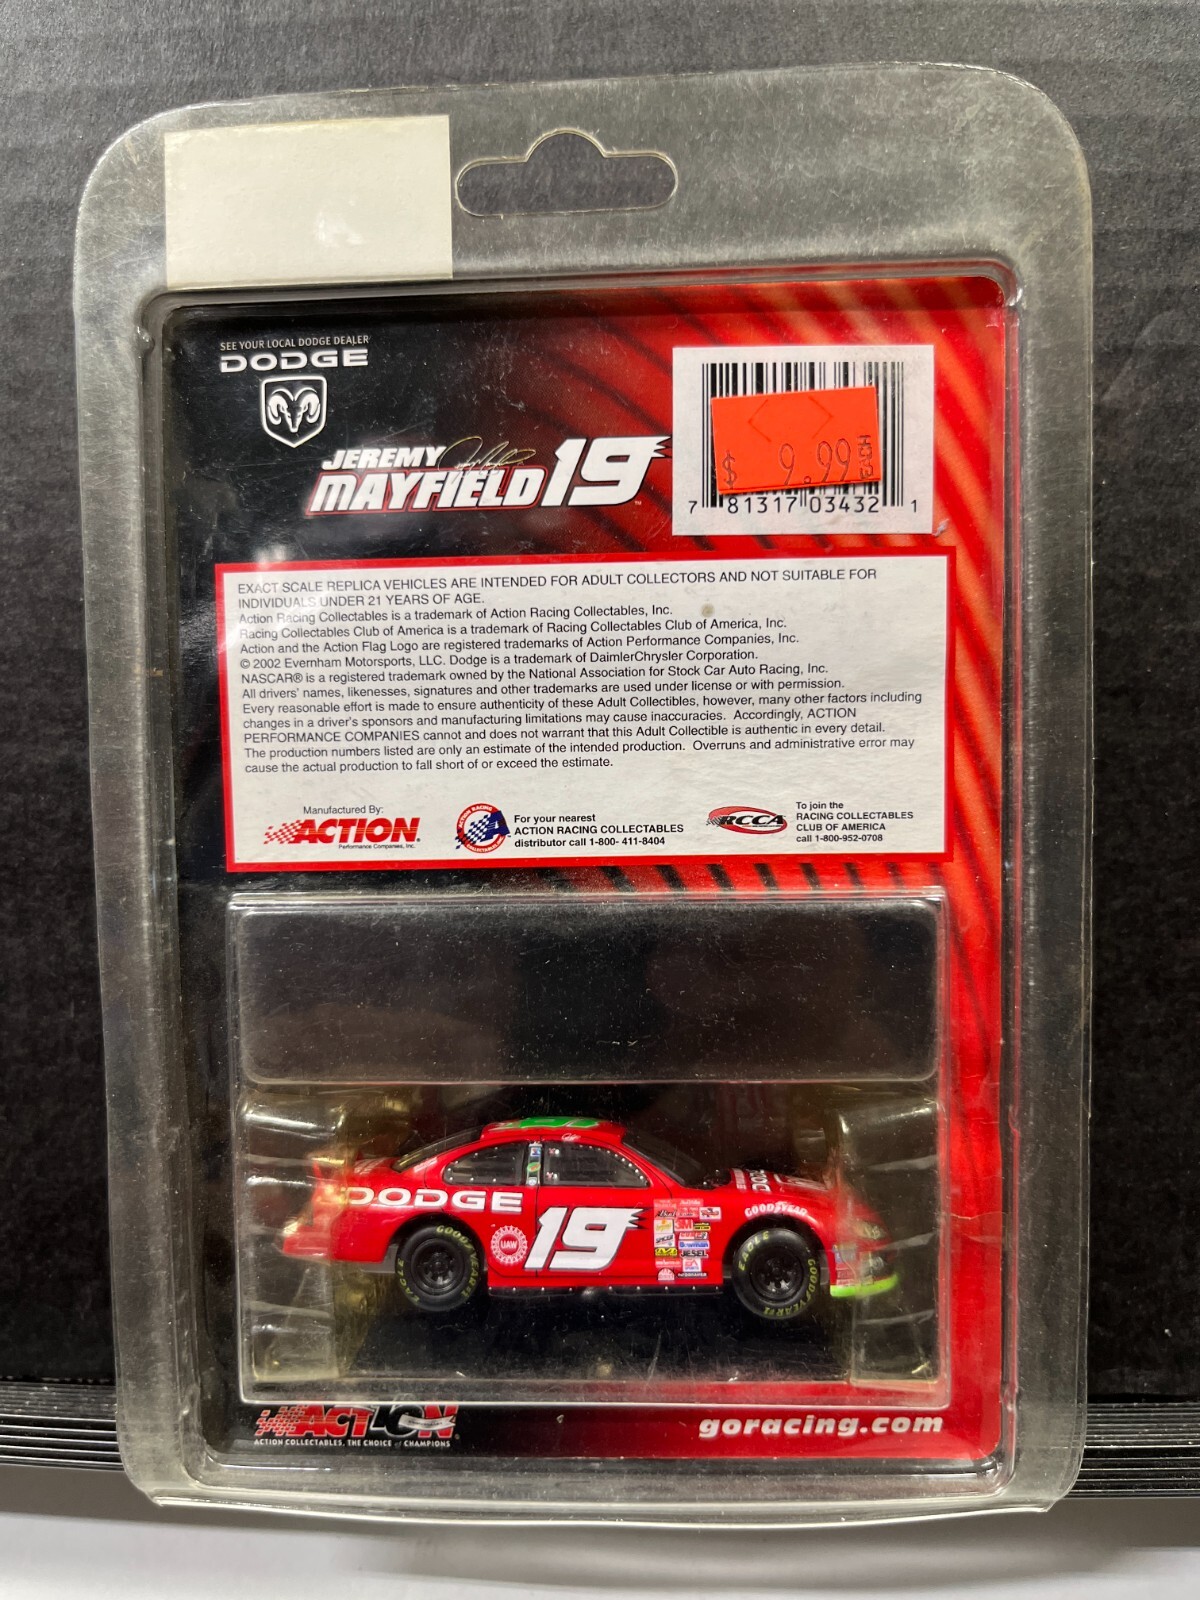 SEE YOUR LOCAL DODGE DEALER
DODGE
JEREMY
MAYFIELD 19
$ 9.99 EACH
7 81317 03432 1
EXACT SCALE REPLICA VEHICLES ARE INTENDED FOR ADULT COLLECTORS AND NOT SUITABLE FOR
INDIVIDUALS UNDER 21 YEARS OF AGE.
Action Racing Collectables is a trademark of Action Racing Collectables, Inc.
Racing Collectables Club of America is a trademark of Racing Collectables Club of America, Inc.
Action and the Action Flag Logo are registered trademarks of Action Performance Companies, Inc.
© 2002 Evernham Motorsports, LLC. Dodge is a trademark of DaimlerChrysler Corporation.
NASCAR® is a registered trademark owned by the National Association for Stock Car Auto Racing, Inc.
All drivers' names, likenesses, signatures and other trademarks are used under license or with permission.
Every reasonable effort is made to ensure authenticity of these Adult Collectibles, however, many other factors including
changes in a driver's sponsors and manufacturing limitations may cause inaccuracies. Accordingly, ACTION
PERFORMANCE COMPANIES cannot and does not warrant that this Adult Collectible is authentic in every detail.
The production numbers listed are only an estimate of the intended production. Overruns and administrative error may
cause the actual production to fall short of or exceed the estimate.
Manufactured By:
ACTION
Performance Companies, Inc.
ACTION RACING
For your nearest
ACTION RACING COLLECTABLES
distributor call 1-800- 411-8404
RCCA
To join the
RACING COLLECTABLES
CLUB OF AMERICA
call 1-800-952-0708
DODGE
19
UAW
GOODYEAR
EAGLE
GOODYEAR
EAGLE
GOODYEAR
3M
DIESEL
DODGE
ACTION
ACTION COLLECTABLES, THE CHOICE of CHAMPIONS
goracing.com